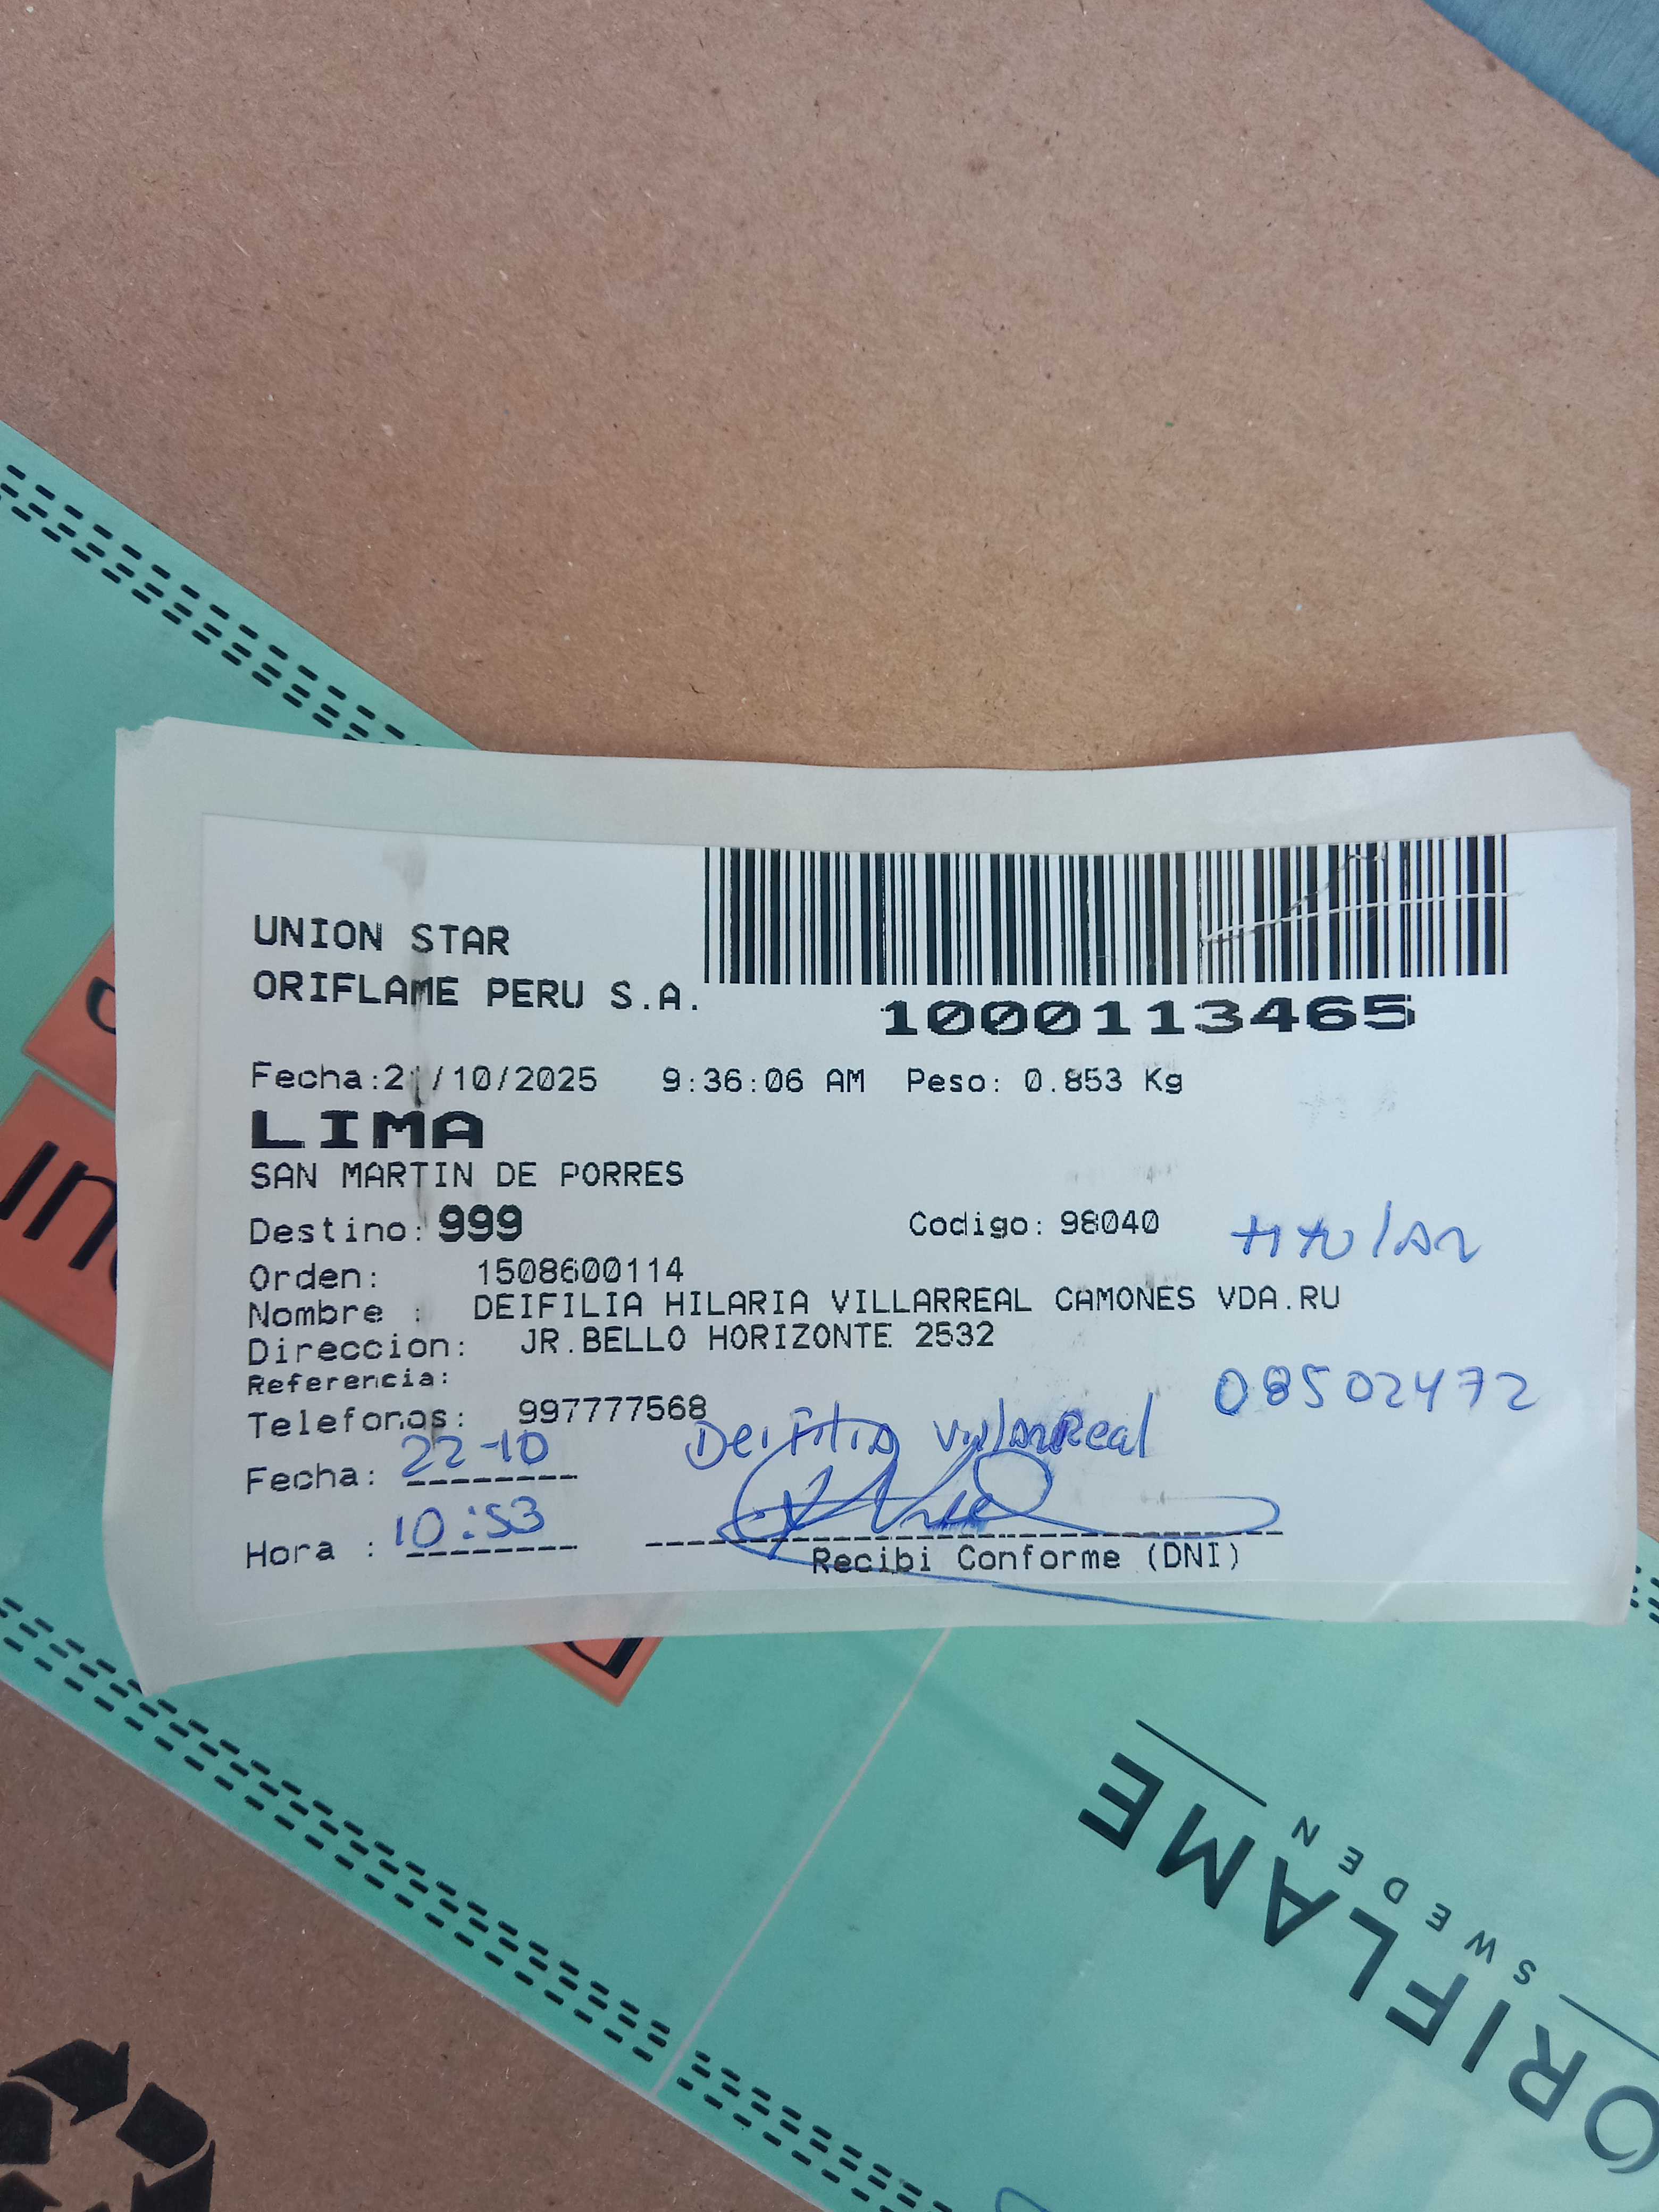 UNION STAR
ORIFLAME PERU S.A.
1000113465
Fecha:21/10/2025 9:36:06 AM Peso: 0.853 Kg
LIMA
SAN MARTIN DE PORRES
Destino: 999 Codigo: 98040 titular
Orden: 1508600114
Nombre : DEIFILIA HILARIA VILLARREAL CAMONES VDA.RU
Direccion: JR.BELLO HORIZONTE 2532
Referencia:
08502472
Telefonos: 997777568
Deifilia VillarReal
Fecha: 22-10
Hora : 10:53
Recibi Conforme (DNI)
ORIFLAME
SWEDEN